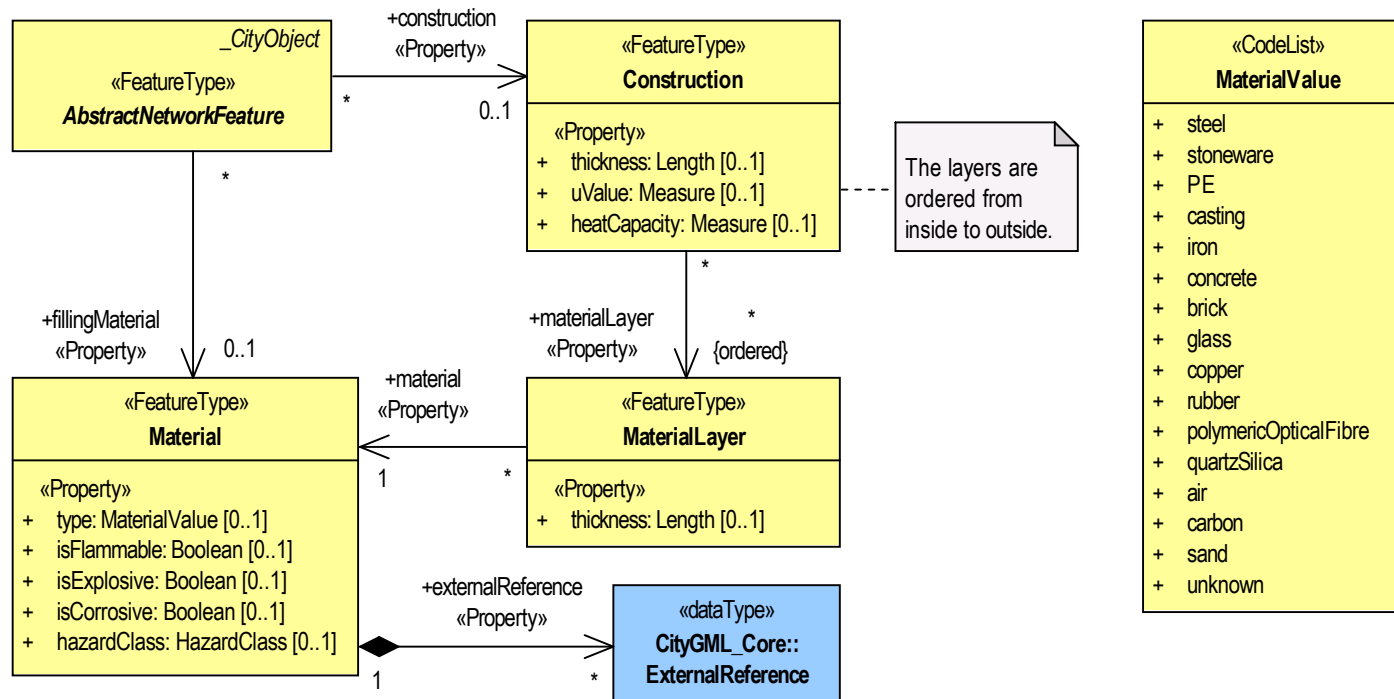 _CityObject
«FeatureType»
AbstractNetworkFeature
+construction
«Property»
*
0..1
«FeatureType»
Construction
«Property»
+ thickness: Length [0..1]
+ uValue: Measure [0..1]
+ heatCapacity: Measure [0..1]
The layers are
ordered from
inside to outside.
*
+fillingMaterial
«Property»
0..1
*
+materialLayer
«Property»
*
{ordered}
«FeatureType»
Material
«Property»
+ type: MaterialValue [0..1]
+ isFlammable: Boolean [0..1]
+ isExplosive: Boolean [0..1]
+ isCorrosive: Boolean [0..1]
+ hazardClass: HazardClass [0..1]
+material
«Property»
1
*
«FeatureType»
MaterialLayer
«Property»
+ thickness: Length [0..1]
+externalReference
«Property»
1
*
«dataType»
CityGML_Core::
ExternalReference
«CodeList»
MaterialValue
+ steel
+ stoneware
+ PE
+ casting
+ iron
+ concrete
+ brick
+ glass
+ copper
+ rubber
+ polymericOpticalFibre
+ quartzSilica
+ air
+ carbon
+ sand
+ unknown